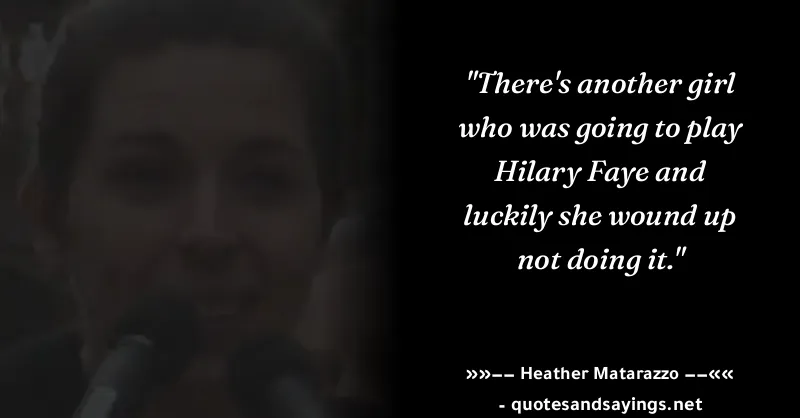 "There's another girl
who was going to play
Hilary Faye and
luckily she wound up
not doing it."
»»–– Heather Matarazzo ––««
- quotesandsayings.net